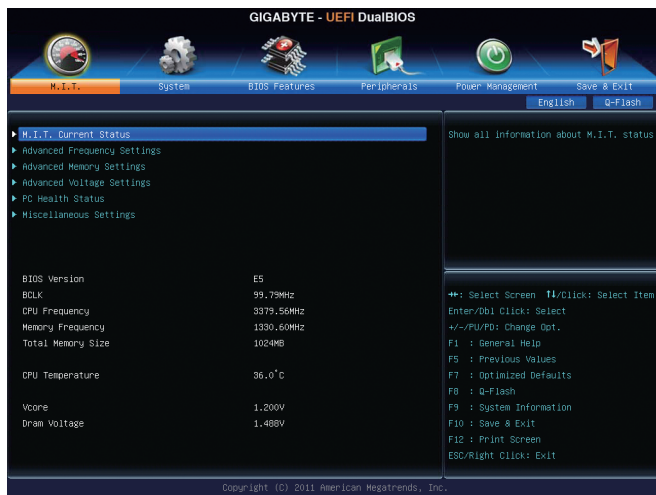 GIGABYTE - UEFI DualBIOS
M.I.T. System BIOS Features Peripherals Power Management Save & Exit
English Q-Flash
M.I.T. Current Status
Advanced Frequency Settings
Advanced Memory Settings
Advanced Voltage Settings
PC Health Status
Miscellaneous Settings
Show all information about M.I.T. status
BIOS Version E5
BCLK 99.79MHz
CPU Frequency 3379.56MHz
Memory Frequency 1330.60MHz
Total Memory Size 1024MB
CPU Temperature 36.0°C
Vcore 1.200V
Dram Voltage 1.488V
→←: Select Screen ↑↓/Click: Select Item
Enter/Dbl Click: Select
+/-/PU/PD: Change Opt.
F1 : General Help
F5 : Previous Values
F7 : Optimized Defaults
F8 : Q-Flash
F9 : System Information
F10 : Save & Exit
F12 : Print Screen
ESC/Right Click: Exit
Copyright (C) 2011 American Megatrends, Inc.